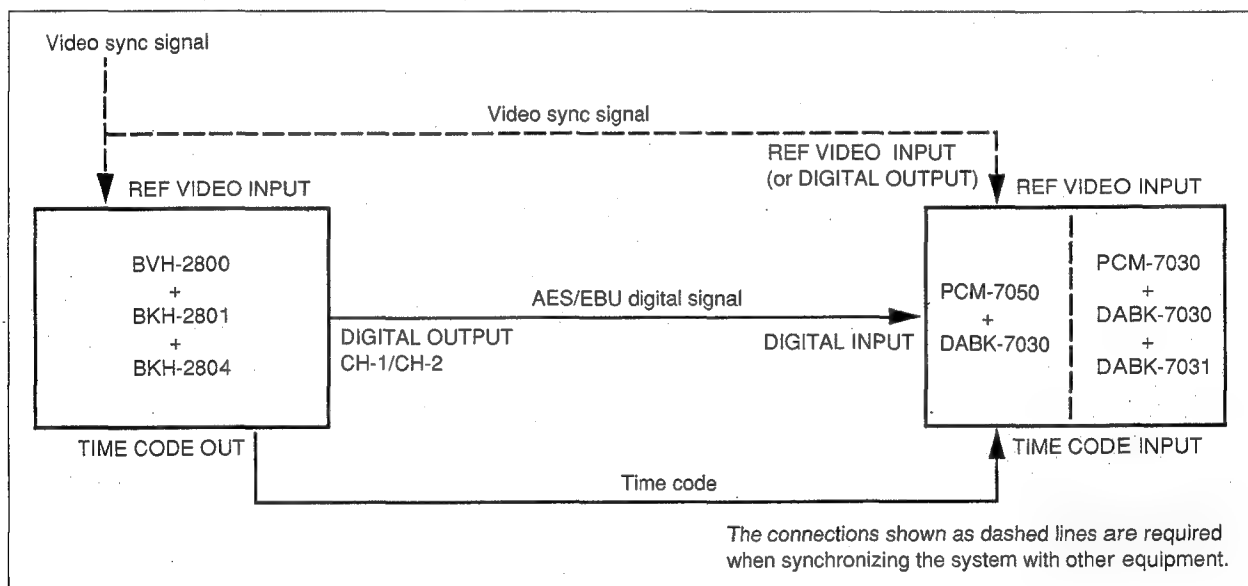 Video sync signal
Video sync signal
REF VIDEO INPUT
(or DIGITAL OUTPUT)
REF VIDEO INPUT
REF VIDEO INPUT
BVH-2800
+
BKH-2801
+
BKH-2804
AES/EBU digital signal
DIGITAL OUTPUT
CH-1/CH-2
DIGITAL INPUT
PCM-7050
+
DABK-7030
PCM-7030
+
DABK-7030
+
DABK-7031
TIME CODE OUT
TIME CODE INPUT
Time code
The connections shown as dashed lines are required
when synchronizing the system with other equipment.